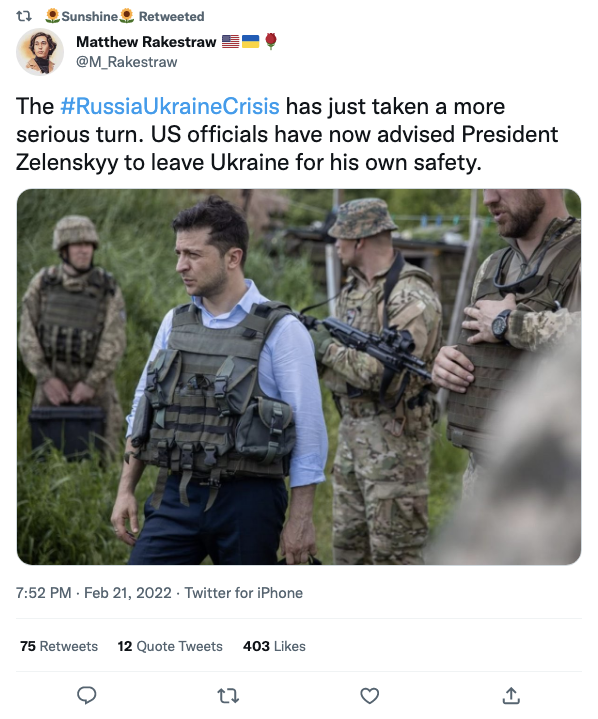 🌻Sunshine🌻 Retweeted
Matthew Rakestraw 🇺🇸🇺🇦🌹
@M_Rakestraw
The #RussiaUkraineCrisis has just taken a more
serious turn. US officials have now advised President
Zelenskyy to leave Ukraine for his own safety.
7:52 PM · Feb 21, 2022 · Twitter for iPhone
75 Retweets 12 Quote Tweets 403 Likes